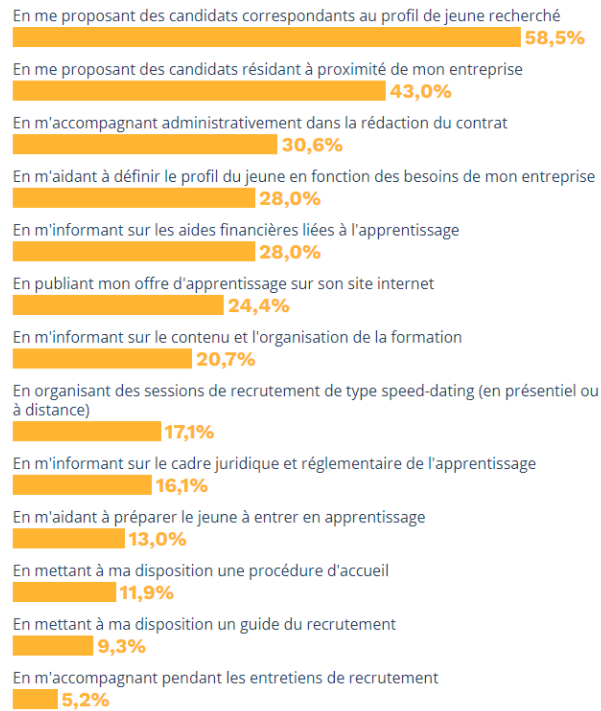 En me proposant des candidats correspondants au profil de jeune recherché
58,5%
En me proposant des candidats résidant à proximité de mon entreprise
43,0%
En m'accompagnant administrativement dans la rédaction du contrat
30,6%
En m'aidant à définir le profil du jeune en fonction des besoins de mon entreprise
28,0%
En m'informant sur les aides financières liées à l'apprentissage
28,0%
En publiant mon offre d'apprentissage sur son site internet
24,4%
En m'informant sur le contenu et l'organisation de la formation
20,7%
En organisant des sessions de recrutement de type speed-dating (en présentiel ou
à distance)
17,1%
En m'informant sur le cadre juridique et réglementaire de l'apprentissage
16,1%
En m'aidant à préparer le jeune à entrer en apprentissage
13,0%
En mettant à ma disposition une procédure d'accueil
11,9%
En mettant à ma disposition un guide du recrutement
9,3%
En m'accompagnant pendant les entretiens de recrutement
5,2%